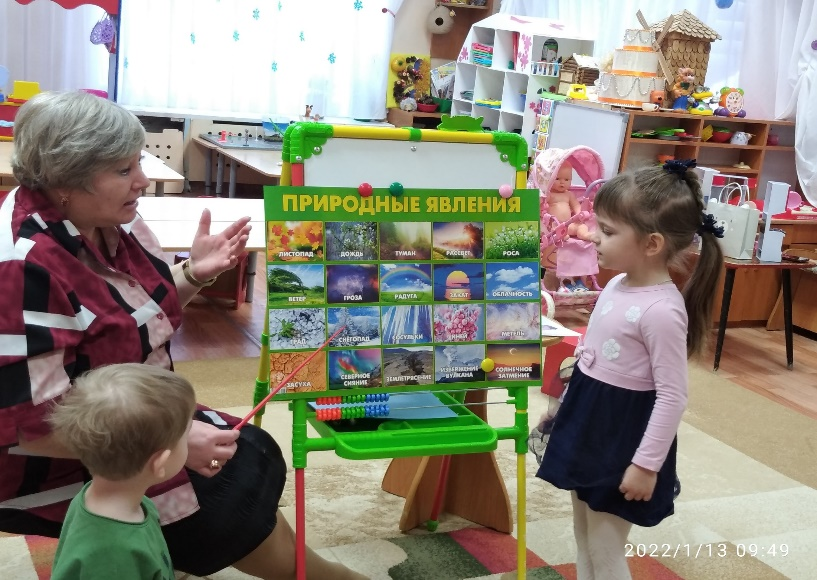 ПРИРОДНЫЕ ЯВЛЕНИЯ
ЛИСТОПАД ДОЖДЬ ТУМАН РАССВЕТ РОСА
ВЕТЕР ГРОЗА РАДУГА ЗАКАТ ОБЛАЧНОСТЬ
ГРАД СНЕГОПАД СОСУЛЬКИ ИНЕЙ МЕТЕЛЬ
ЗАСУХА СЕВЕРНОЕ СИЯНИЕ ЗЕМЛЕТРЯСЕНИЕ ИЗВЕРЖЕНИЕ ВУЛКАНА СОЛНЕЧНОЕ ЗАТМЕНИЕ
2022/1/13 09:49